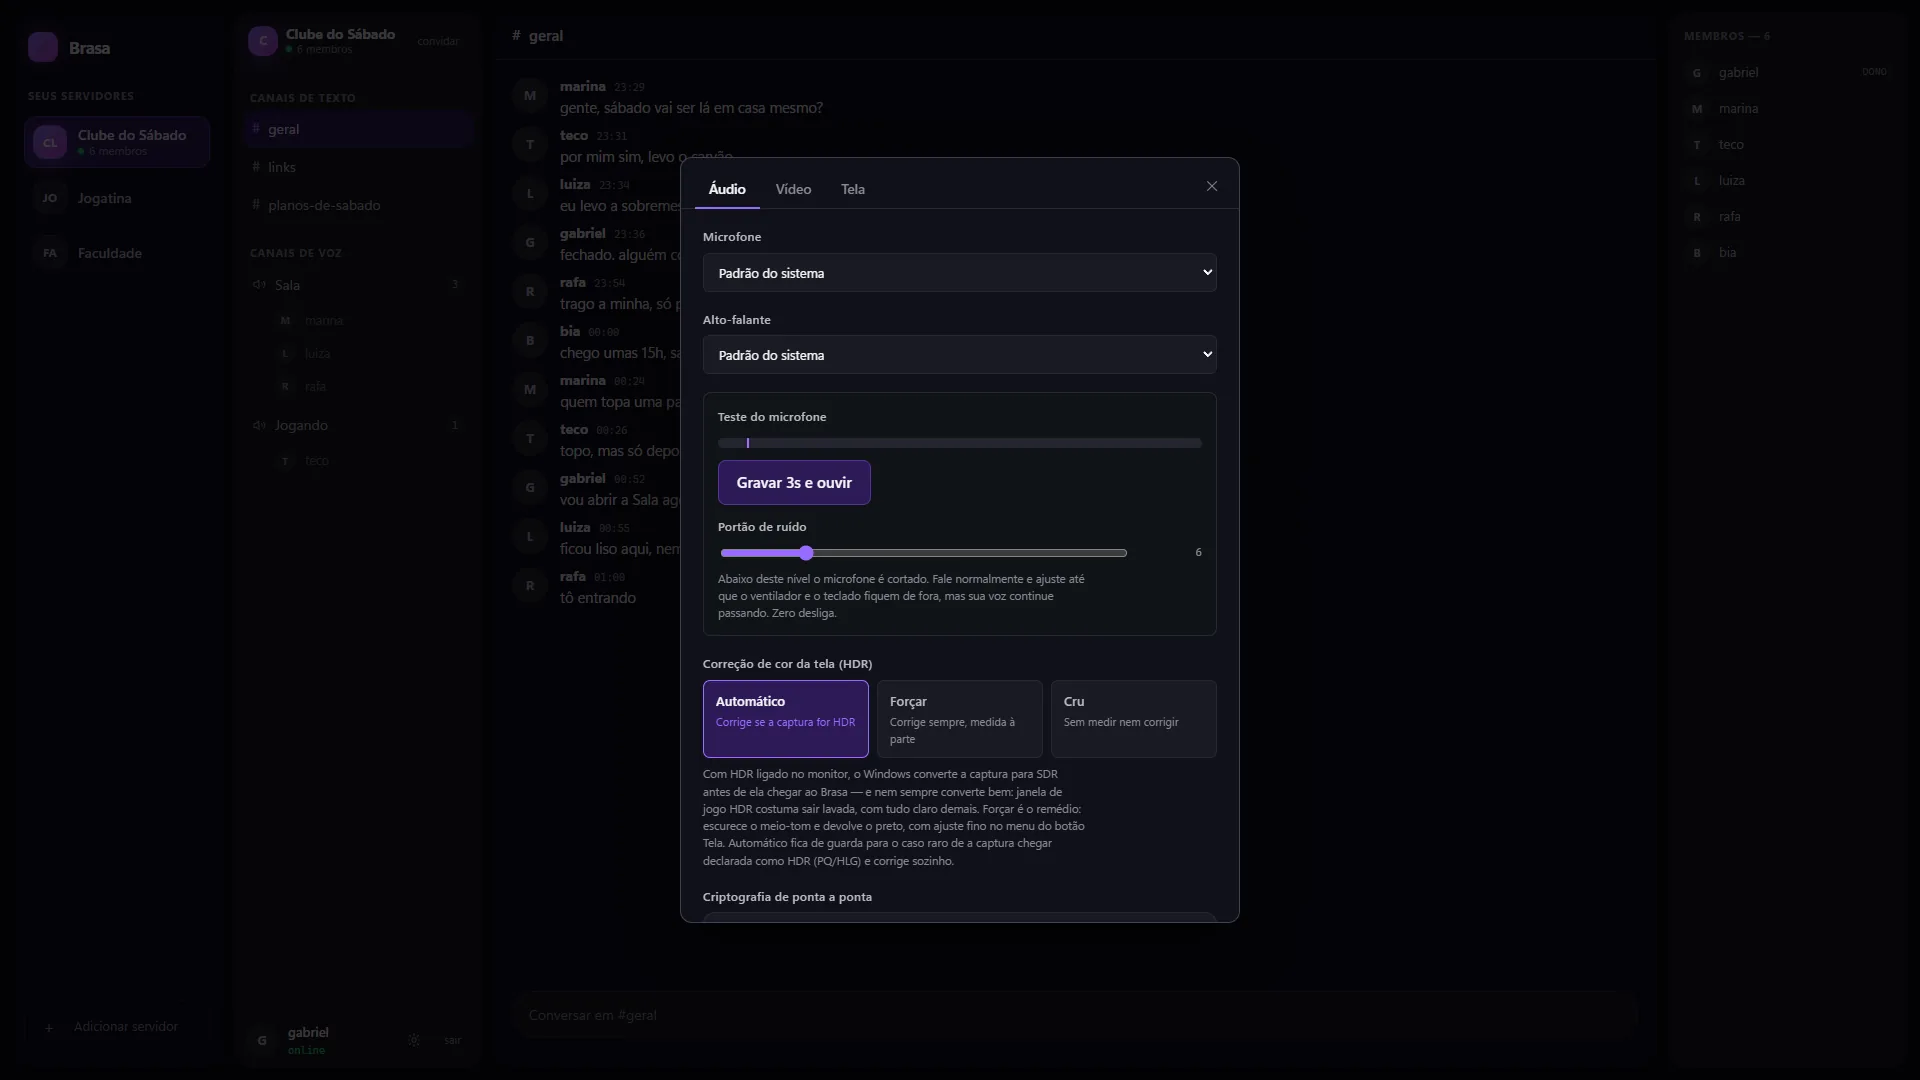 Brasa
SEUS SERVIDORES
CL
Clube do Sábado
6 membros
JO
Jogatina
FA
Faculdade
+ Adicionar servidor
C
Clube do Sábado
6 membros
convidar
CANAIS DE TEXTO
# geral
# links
# planos-de-sabado
CANAIS DE VOZ
Sala 3
M marina
L luiza
R rafa
Jogando 1
T teco
G
gabriel
online
sair
# geral
M
marina 23:29
gente, sábado vai ser lá em casa mesmo?
T
teco 23:31
por mim sim, levo o carvão
L
luiza 23:34
eu levo a sobremes
G
gabriel 23:36
fechado. alguém c
R
rafa 23:54
trago a minha, só p
B
bia 00:08
chego umas 15h, sa
M
marina 00:24
quem topa uma pa
T
teco 00:26
topo, mas só depo
G
gabriel 00:52
vou abrir a Sala ag
L
luiza 00:55
ficou liso aqui, nem
R
rafa 01:00
tô entrando
Conversar em #geral
Áudio Vídeo Tela
Microfone
Padrão do sistema
Alto-falante
Padrão do sistema
Teste do microfone
Gravar 3s e ouvir
Portão de ruído
6
Abaixo deste nível o microfone é cortado. Fale normalmente e ajuste até
que o ventilador e o teclado fiquem de fora, mas sua voz continue
passando. Zero desliga.
Correção de cor da tela (HDR)
Automático
Corrige se a captura for HDR
Forçar
Corrige sempre, medida à
parte
Cru
Sem medir nem corrigir
Com HDR ligado no monitor, o Windows converte a captura para SDR
antes de ela chegar ao Brasa — e nem sempre converte bem: janela de
jogo HDR costuma sair lavada, com tudo claro demais. Forçar é o remédio:
escurece o meio-tom e devolve o preto, com ajuste fino no menu do botão
Tela. Automático fica de guarda para o caso raro de a captura chegar
declarada como HDR (PQ/HLG) e corrige sozinho.
Criptografia de ponta a ponta
MEMBROS — 6
G gabriel DONO
M marina
T teco
L luiza
R rafa
B bia